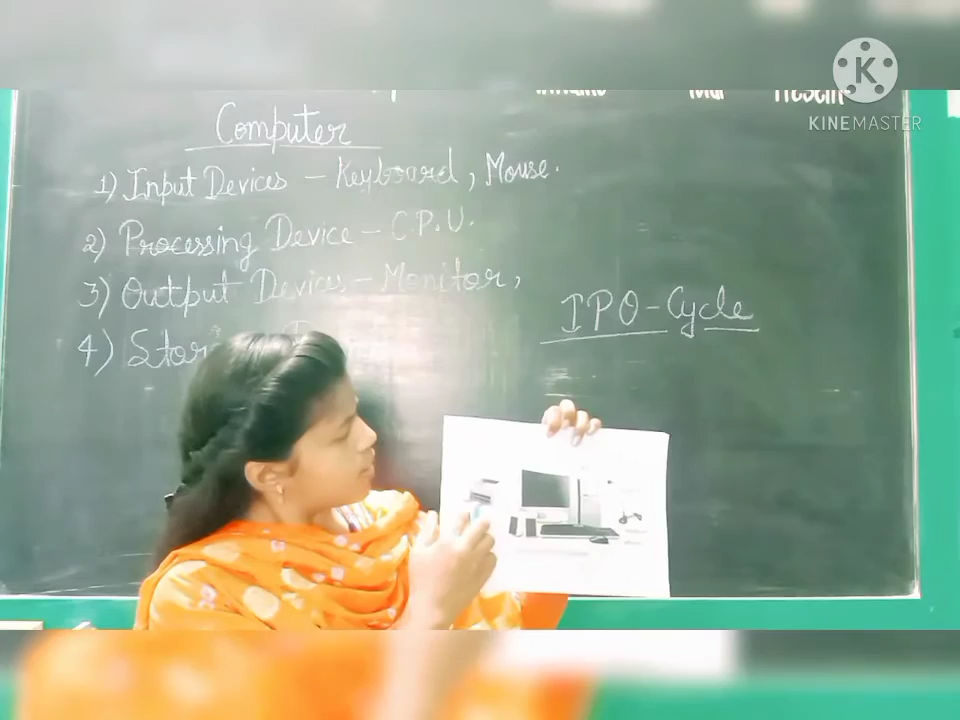 KINEMASTER
Computer
1) Input Devices - Keyboard, Mouse.
2) Processing Device - C.P.U.
3) Output Devices - Monitor,
IPO-Cycle
4)